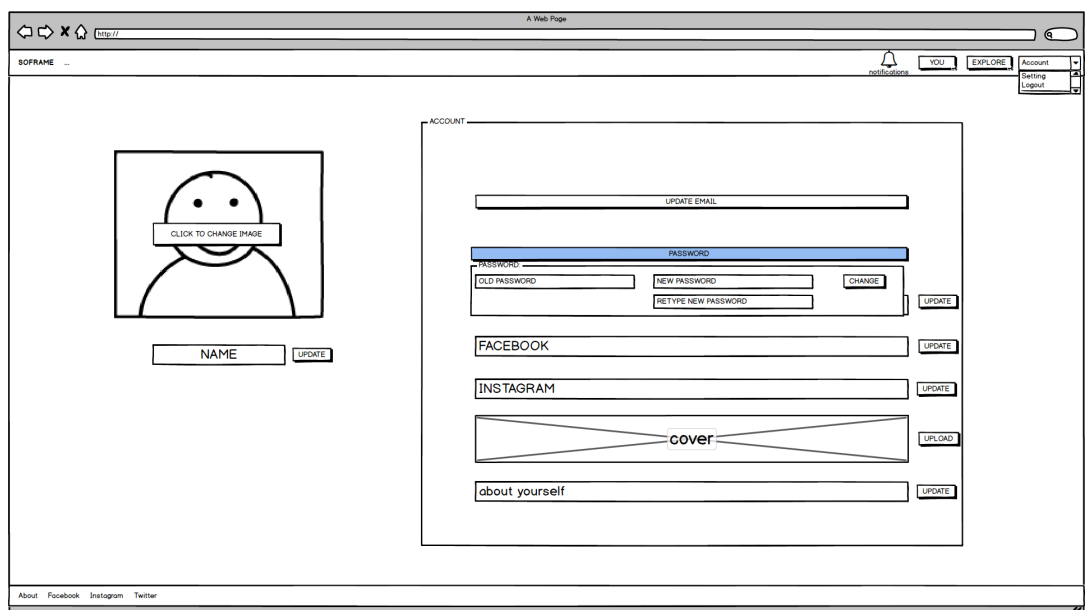 A Web Page
http://
SOFRAME ...
notifications
YOU
EXPLORE
Account
Setting
Logout
ACCOUNT
CLICK TO CHANGE IMAGE
NAME
UPDATE
UPDATE EMAIL
PASSWORD
PASSWORD
OLD PASSWORD
NEW PASSWORD
CHANGE
RETYPE NEW PASSWORD
UPDATE
FACEBOOK
UPDATE
INSTAGRAM
UPDATE
cover
UPLOAD
about yourself
UPDATE
About Facebook Instagram Twitter